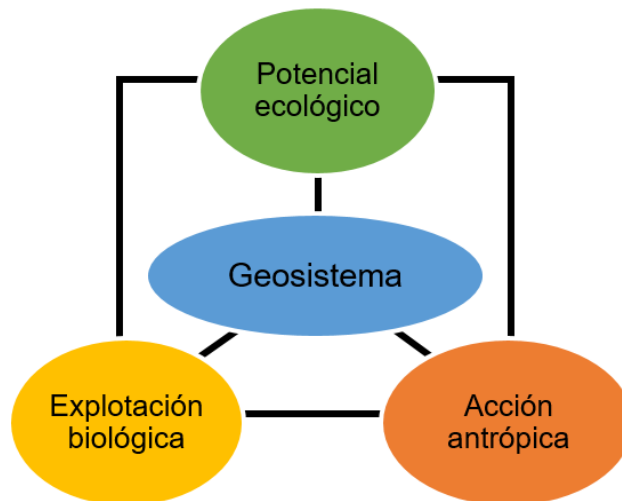 Potencial
ecológico
Geosistema
Explotación
biológica
Acción
antrópica